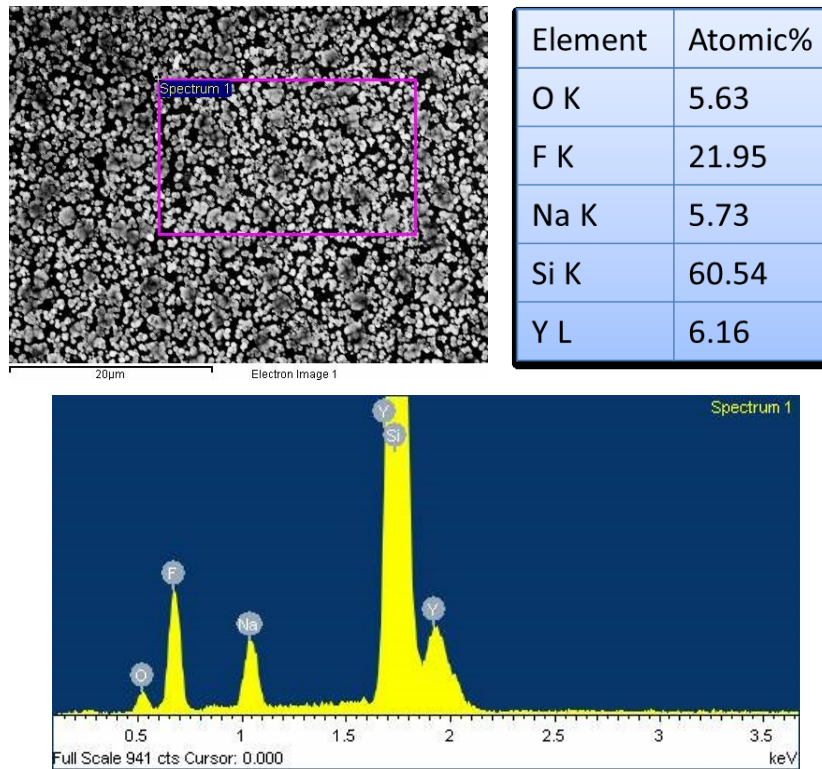 Spectrum 1
20µm
Electron Image 1
Element Atomic%
O K 5.63
F K 21.95
Na K 5.73
Si K 60.54
Y L 6.16
Spectrum 1
Y
Si
F
Na
Y
O
0.5 1 1.5 2 2.5 3 3.5
Full Scale 941 cts Cursor: 0.000 keV